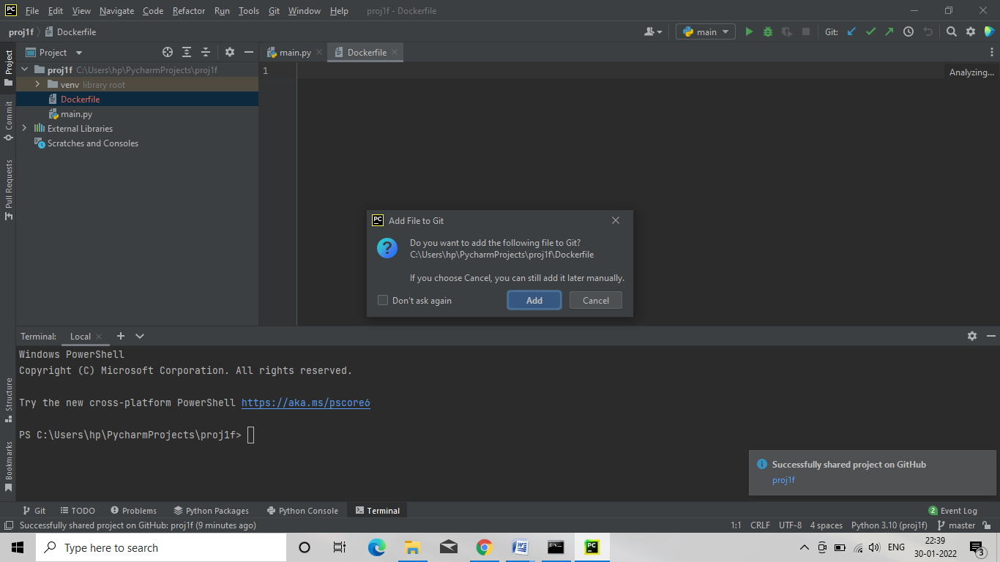 PC File Edit View Navigate Code Refactor Run Tools Git Window Help proj1f - Dockerfile
proj1f Dockerfile main Git:
Project main.py Dockerfile
proj1f C:\Users\hp\PycharmProjects\proj1f
venv library root
Dockerfile
main.py
External Libraries
Scratches and Consoles
Project
Commit
Pull Requests
Structure
Bookmarks
1
Analyzing...
PC Add File to Git
? Do you want to add the following file to Git?
C:\Users\hp\PycharmProjects\proj1f\Dockerfile
If you choose Cancel, you can still add it later manually.
Don't ask again Add Cancel
Terminal: Local
Windows PowerShell
Copyright (C) Microsoft Corporation. All rights reserved.
Try the new cross-platform PowerShell https://aka.ms/pscore6
PS C:\Users\hp\PycharmProjects\proj1f>
Successfully shared project on GitHub
proj1f
Git TODO Problems Python Packages Python Console Terminal 2 Event Log
Successfully shared project on GitHub: proj1f (9 minutes ago) 1:1 CRLF UTF-8 4 spaces Python 3.10 (proj1f) master
Type here to search W PC ENG 22:39
30-01-2022 3